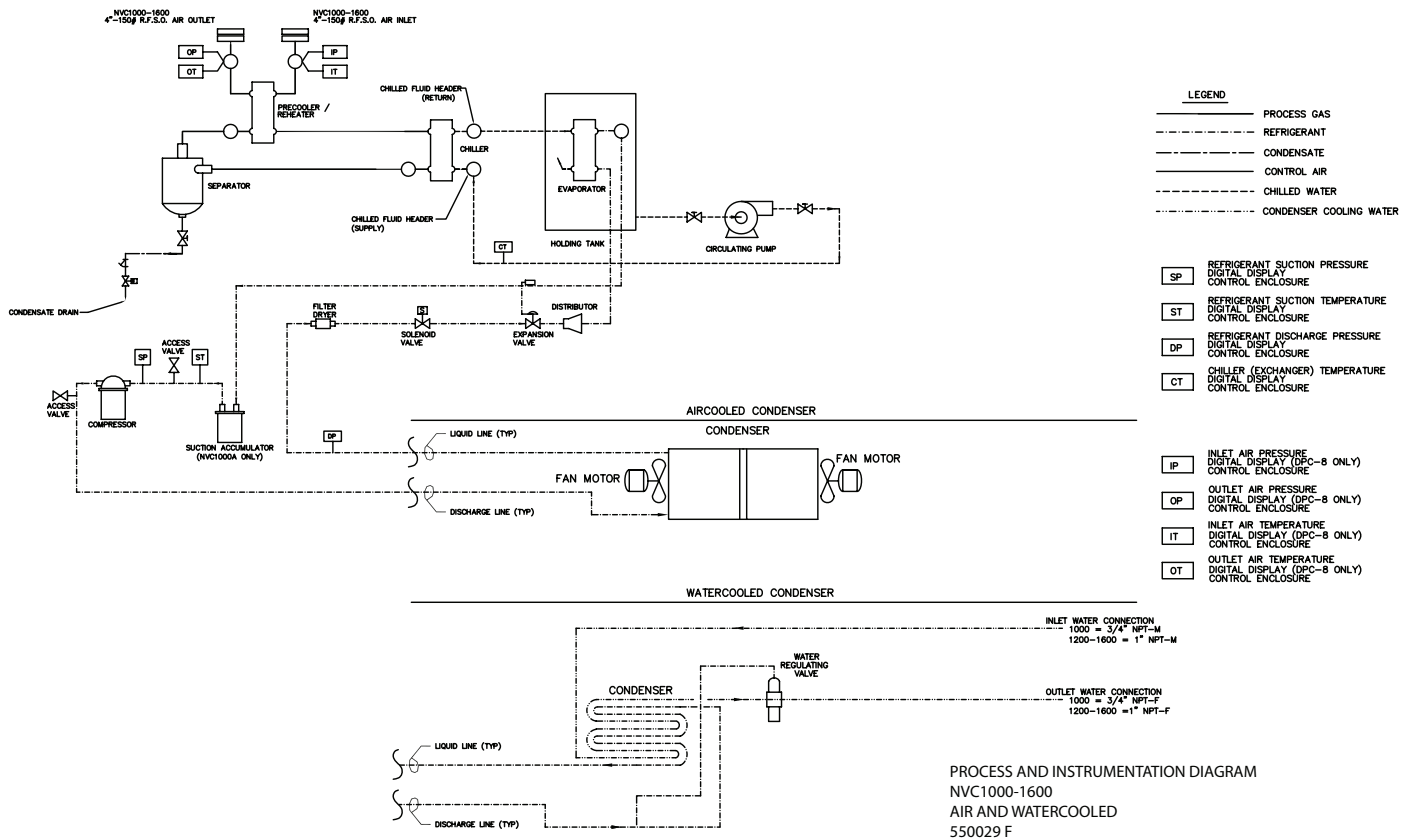 NVC1000-1600
4"-150# R.F.S.O. AIR OUTLET
NVC1000-1600
4"-150# R.F.S.O. AIR INLET
OP
OT
IP
IT
PRECOOLER /
REHEATER
CHILLED FLUID HEADER
(RETURN)
CHILLER
EVAPORATOR
SEPARATOR
CHILLED FLUID HEADER
(SUPPLY)
HOLDING TANK
CIRCULATING PUMP
CT
CONDENSATE DRAIN
FILTER
DRYER
S
SOLENOID
VALVE
EXPANSION
VALVE
DISTRIBUTOR
ACCESS
VALVE
SP
ST
ACCESS
VALVE
COMPRESSOR
SUCTION ACCUMULATOR
(NVC1000A ONLY)
DP
LEGEND
PROCESS GAS
REFRIGERANT
CONDENSATE
CONTROL AIR
CHILLED WATER
CONDENSER COOLING WATER
SP
REFRIGERANT SUCTION PRESSURE
DIGITAL DISPLAY
CONTROL ENCLOSURE
ST
REFRIGERANT SUCTION TEMPERATURE
DIGITAL DISPLAY
CONTROL ENCLOSURE
DP
REFRIGERANT DISCHARGE PRESSURE
DIGITAL DISPLAY
CONTROL ENCLOSURE
CT
CHILLER (EXCHANGER) TEMPERATURE
DIGITAL DISPLAY
CONTROL ENCLOSURE
IP
INLET AIR PRESSURE
DIGITAL DISPLAY (DPC-8 ONLY)
CONTROL ENCLOSURE
OP
OUTLET AIR PRESSURE
DIGITAL DISPLAY (DPC-8 ONLY)
CONTROL ENCLOSURE
IT
INLET AIR TEMPERATURE
DIGITAL DISPLAY (DPC-8 ONLY)
CONTROL ENCLOSURE
OT
OUTLET AIR TEMPERATURE
DIGITAL DISPLAY (DPC-8 ONLY)
CONTROL ENCLOSURE
AIRCOOLED CONDENSER
CONDENSER
LIQUID LINE (TYP)
FAN MOTOR
FAN MOTOR
DISCHARGE LINE (TYP)
WATERCOOLED CONDENSER
INLET WATER CONNECTION
1000 = 3/4" NPT-M
1200-1600 = 1" NPT-M
WATER
REGULATING
VALVE
CONDENSER
OUTLET WATER CONNECTION
1000 = 3/4" NPT-F
1200-1600 =1" NPT-F
LIQUID LINE (TYP)
DISCHARGE LINE (TYP)
PROCESS AND INSTRUMENTATION DIAGRAM
NVC1000-1600
AIR AND WATERCOOLED
550029 F